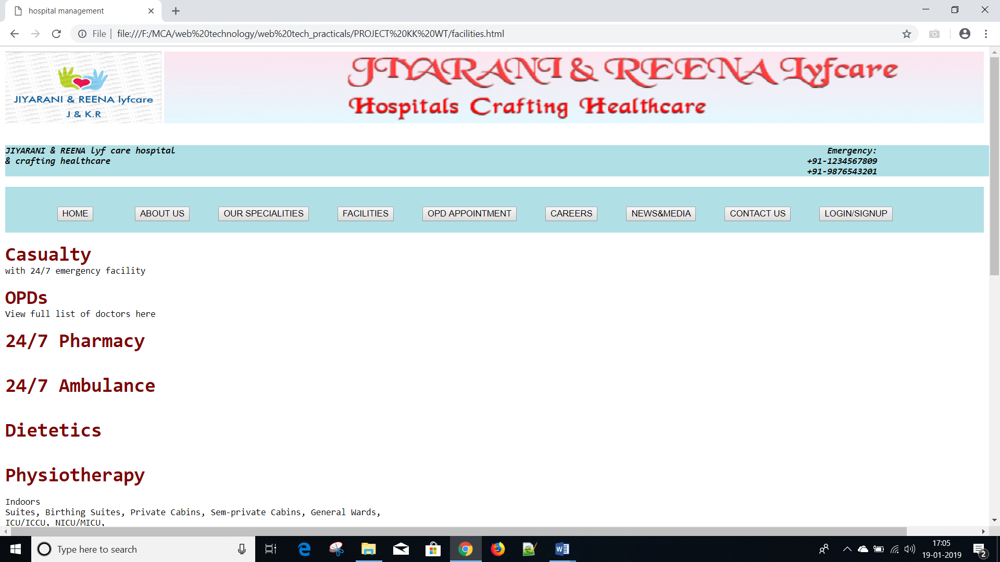 hospital management
File
file:///F:/MCA/web%20technology/web%20tech_practicals/PROJECT%20KK%20WT/facilities.html
JIYARANI & REENA lyfcare
J & K.R
JIYARANI & REENA Lyfcare
Hospitals Crafting Healthcare
JIYARANI & REENA lyf care hospital
& crafting healthcare
Emergency:
+91-1234567809
+91-9876543201
HOME ABOUT US OUR SPECIALITIES FACILITIES OPD APPOINTMENT CAREERS NEWS&MEDIA CONTACT US LOGIN/SIGNUP
Casualty
with 24/7 emergency facility
OPDs
View full list of doctors here
24/7 Pharmacy
24/7 Ambulance
Dietetics
Physiotherapy
Indoors
Suites, Birthing Suites, Private Cabins, Sem-private Cabins, General Wards,
ICU/ICCU, NICU/MICU,
Type here to search
17:05
19-01-2019
2